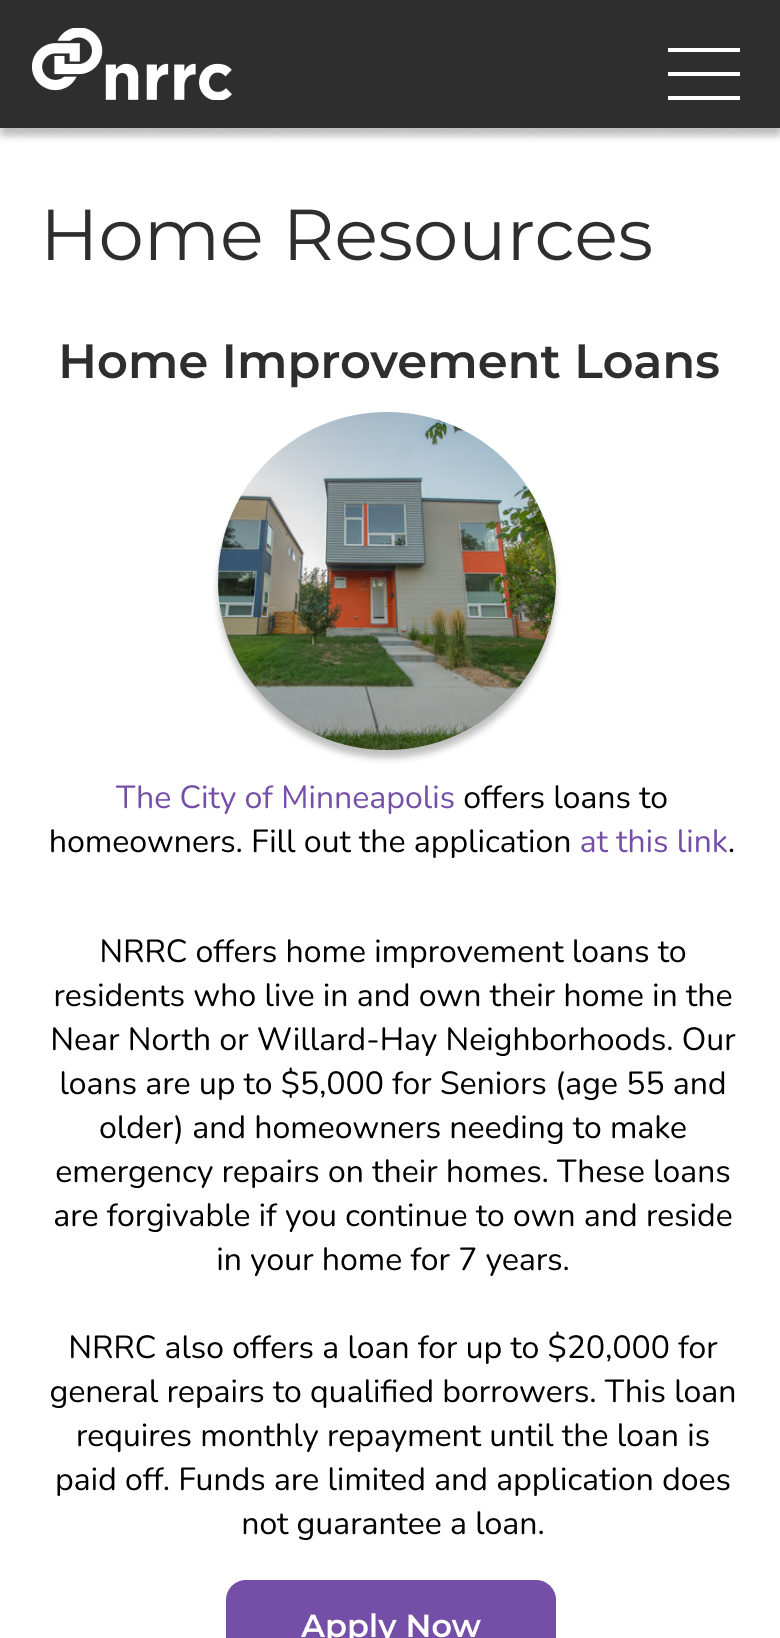 nrrc
Home Resources
Home Improvement Loans
The City of Minneapolis offers loans to
homeowners. Fill out the application at this link.
NRRC offers home improvement loans to
residents who live in and own their home in the
Near North or Willard-Hay Neighborhoods. Our
loans are up to $5,000 for Seniors (age 55 and
older) and homeowners needing to make
emergency repairs on their homes. These loans
are forgivable if you continue to own and reside
in your home for 7 years.
NRRC also offers a loan for up to $20,000 for
general repairs to qualified borrowers. This loan
requires monthly repayment until the loan is
paid off. Funds are limited and application does
not guarantee a loan.
Apply Now